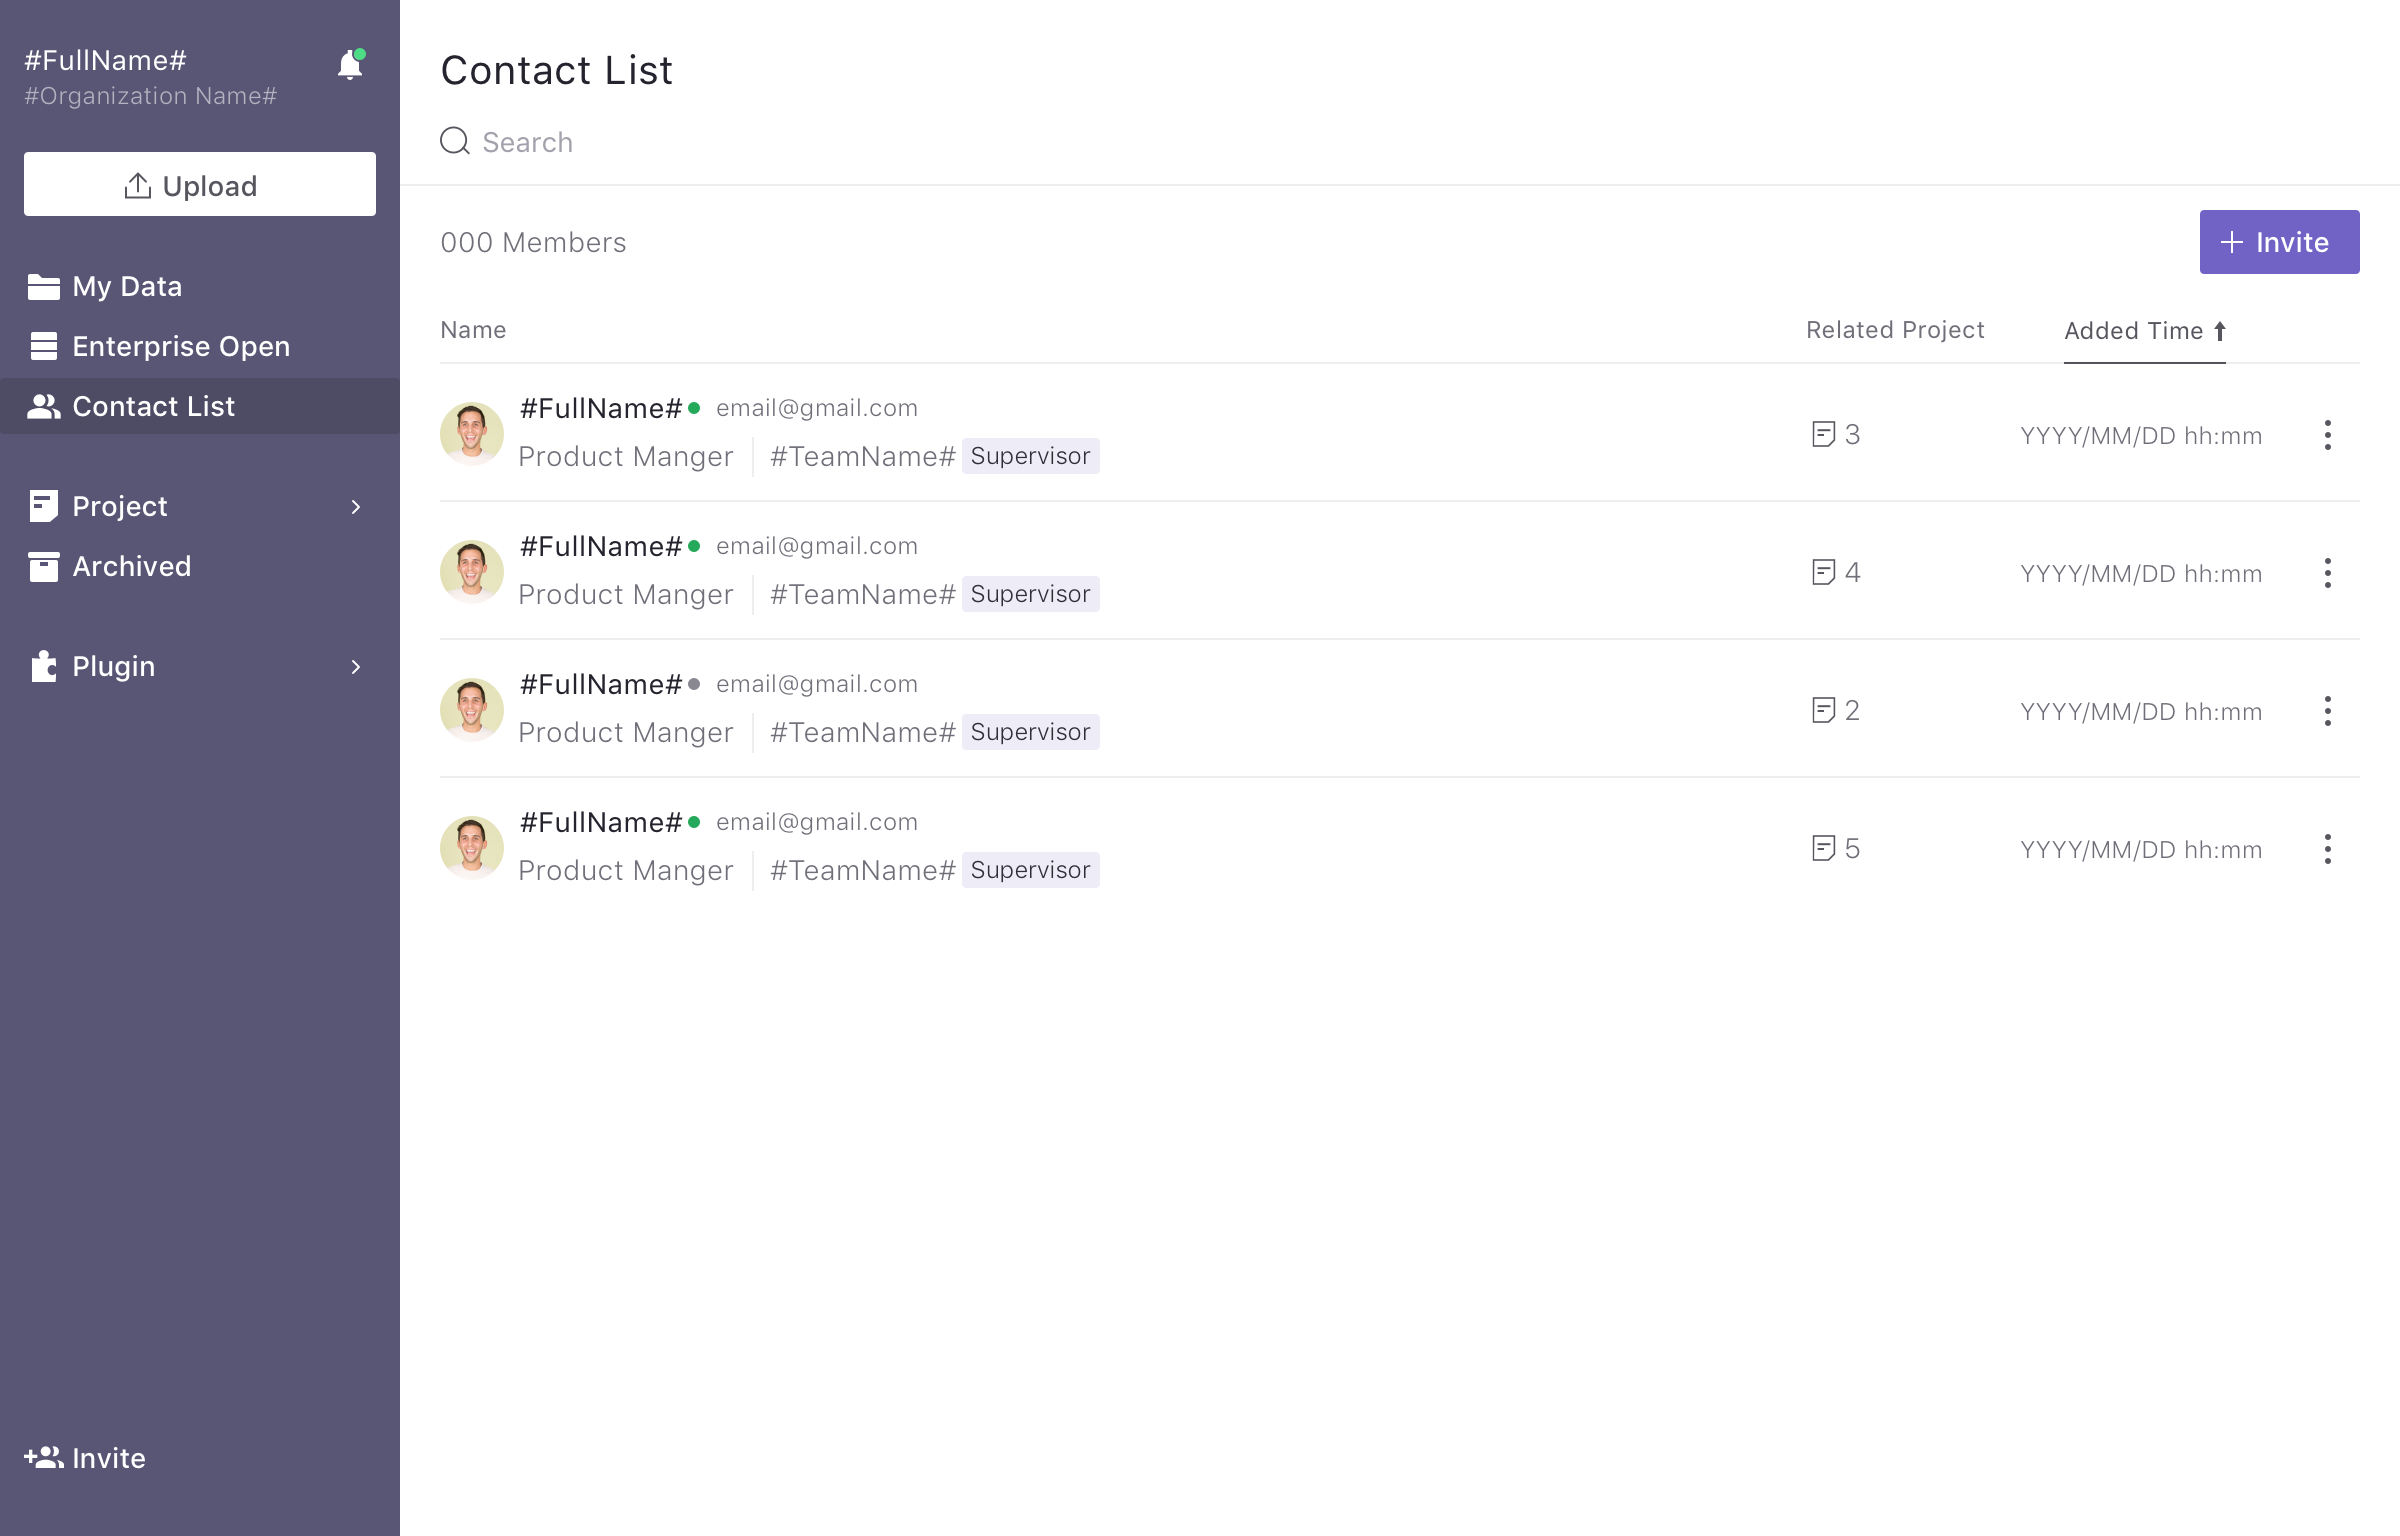 #FullName#
#Organization Name#
Upload
My Data
Enterprise Open
Contact List
Project
Archived
Plugin
Invite
Contact List
Search
000 Members
Invite
Name
Related Project
Added Time
#FullName# email@gmail.com
Product Manger #TeamName# Supervisor
3
YYYY/MM/DD hh:mm
#FullName# email@gmail.com
Product Manger #TeamName# Supervisor
4
YYYY/MM/DD hh:mm
#FullName# email@gmail.com
Product Manger #TeamName# Supervisor
2
YYYY/MM/DD hh:mm
#FullName# email@gmail.com
Product Manger #TeamName# Supervisor
5
YYYY/MM/DD hh:mm